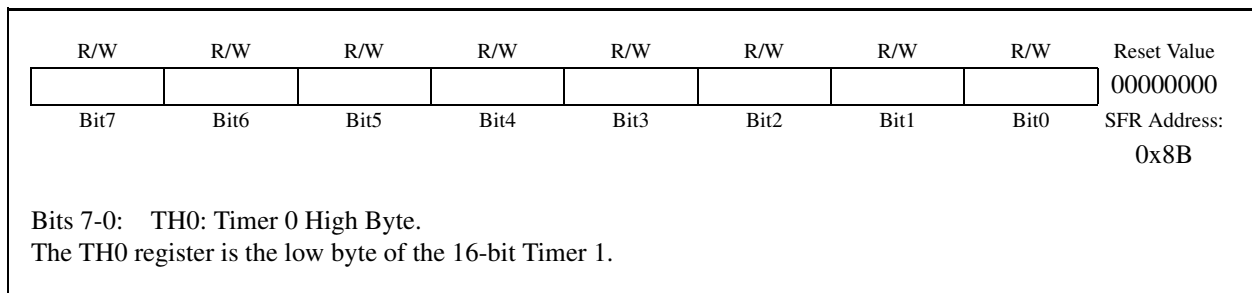 R/W R/W R/W R/W R/W R/W R/W R/W Reset Value
00000000
Bit7 Bit6 Bit5 Bit4 Bit3 Bit2 Bit1 Bit0 SFR Address:
0x8B
Bits 7-0: TH0: Timer 0 High Byte.
The TH0 register is the low byte of the 16-bit Timer 1.